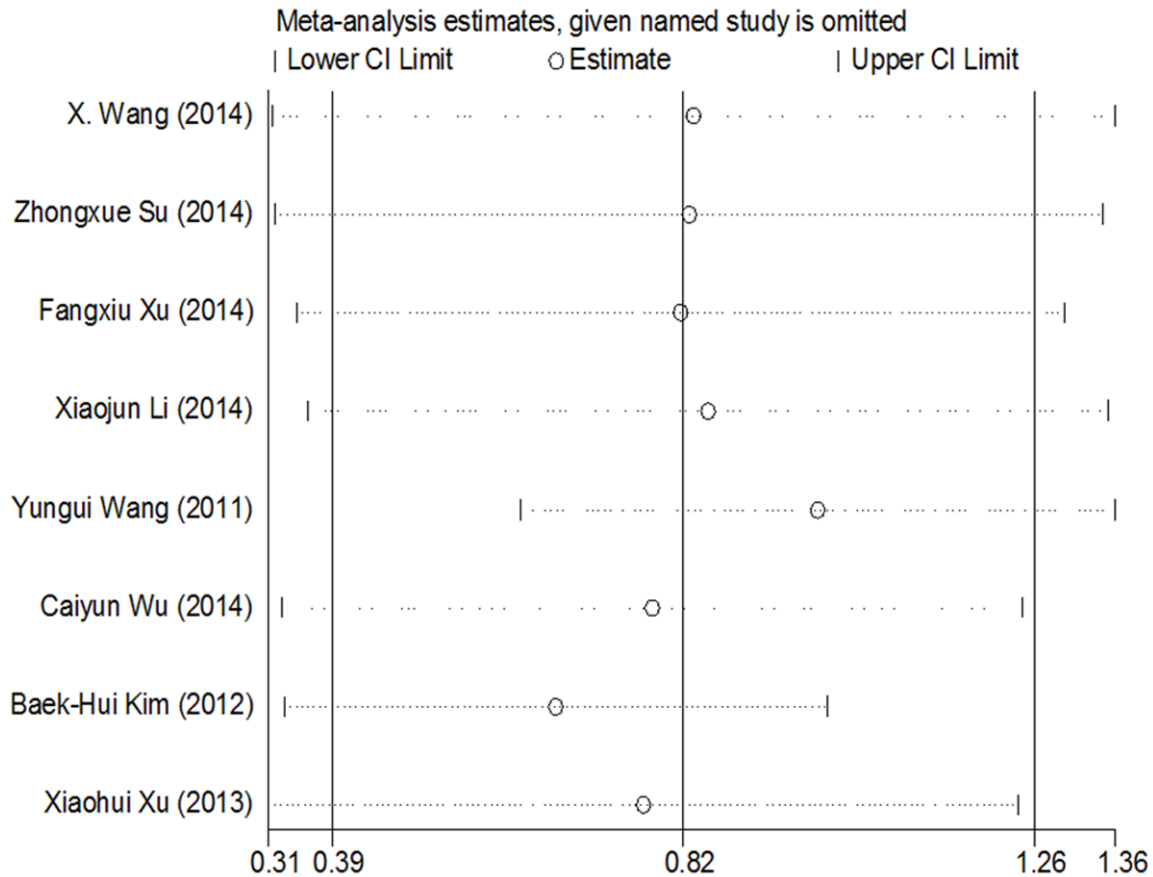 Meta-analysis estimates, given named study is omitted
| Lower CI Limit ○ Estimate | Upper CI Limit
X. Wang (2014)
Zhongxue Su (2014)
Fangxiu Xu (2014)
Xiaojun Li (2014)
Yungui Wang (2011)
Caiyun Wu (2014)
Baek-Hui Kim (2012)
Xiaohui Xu (2013)
0.31 0.39 0.82 1.26 1.36